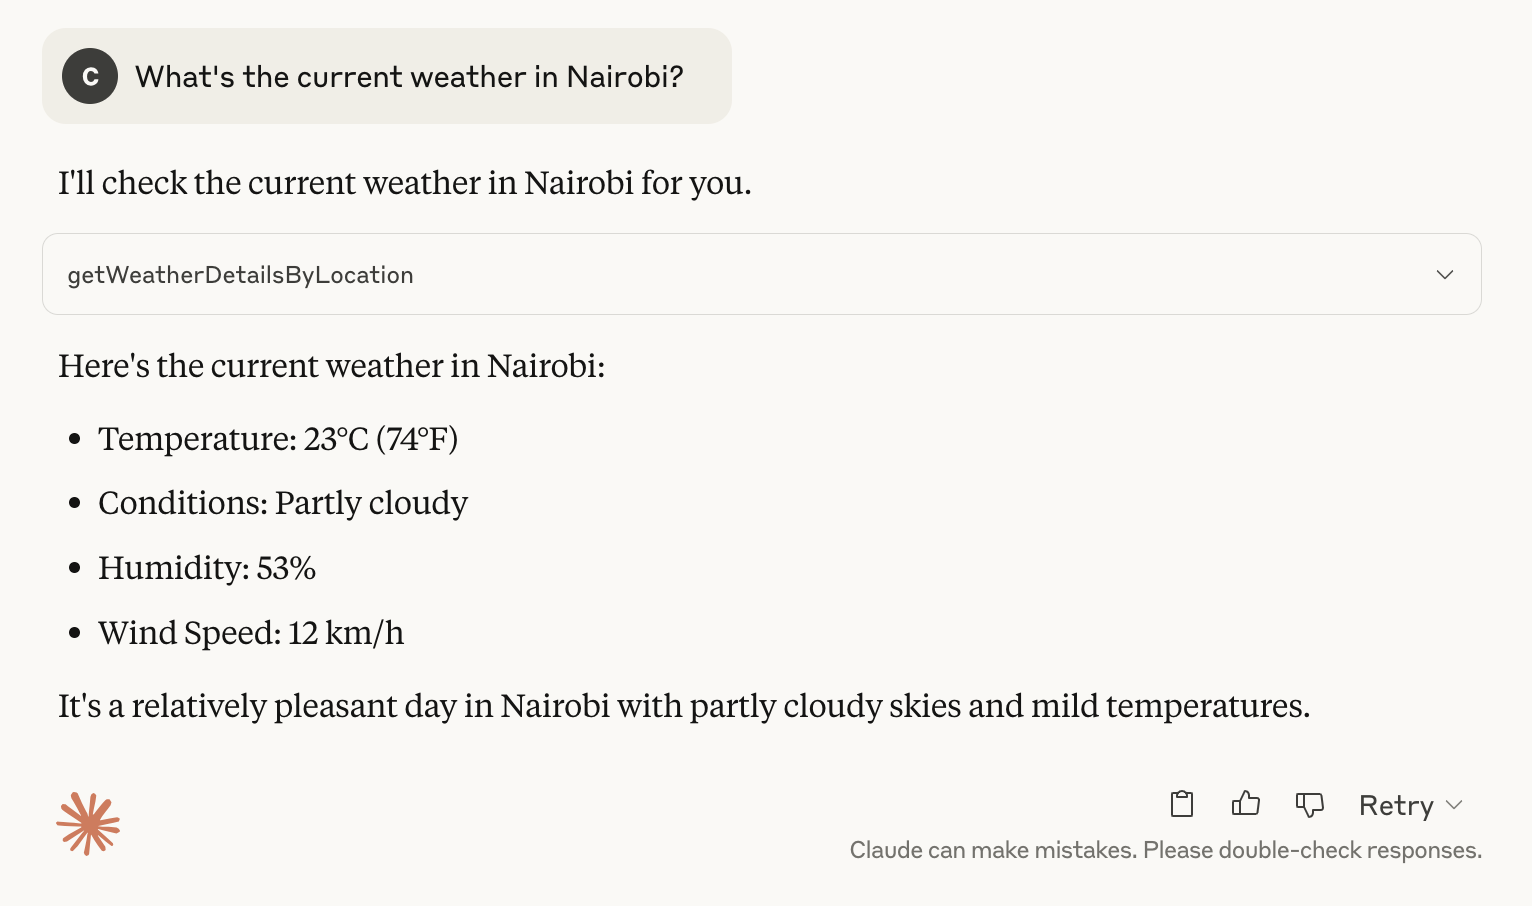 C
What's the current weather in Nairobi?
I'll check the current weather in Nairobi for you.
getWeatherDetailsByLocation
Here's the current weather in Nairobi:
• Temperature: 23°C (74°F)
• Conditions: Partly cloudy
• Humidity: 53%
• Wind Speed: 12 km/h
It's a relatively pleasant day in Nairobi with partly cloudy skies and mild temperatures.
Retry
Claude can make mistakes. Please double-check responses.